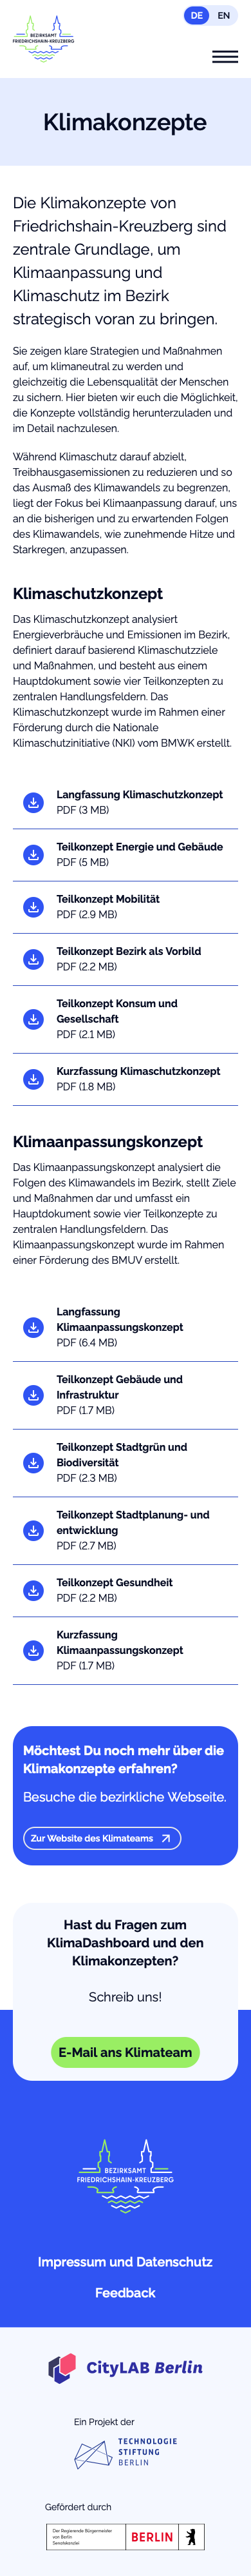 BEZIRKSAMT
FRIEDRICHSHAIN-KREUZBERG
DE EN
Klimakonzepte
Die Klimakonzepte von
Friedrichshain-Kreuzberg sind
zentrale Grundlage, um
Klimaanpassung und
Klimaschutz im Bezirk
strategisch voran zu bringen.
Sie zeigen klare Strategien und Maßnahmen
auf, um klimaneutral zu werden und
gleichzeitig die Lebensqualität der Menschen
zu sichern. Hier bieten wir euch die Möglichkeit,
die Konzepte vollständig herunterzuladen und
im Detail nachzulesen.
Während Klimaschutz darauf abzielt,
Treibhausgasemissionen zu reduzieren und so
das Ausmaß des Klimawandels zu begrenzen,
liegt der Fokus bei Klimaanpassung darauf, uns
an die bisherigen und zu erwartenden Folgen
des Klimawandels, wie zunehmende Hitze und
Starkregen, anzupassen.
Klimaschutzkonzept
Das Klimaschutzkonzept analysiert
Energieverbräuche und Emissionen im Bezirk,
definiert darauf basierend Klimaschutzziele
und Maßnahmen, und besteht aus einem
Hauptdokument sowie vier Teilkonzepten zu
zentralen Handlungsfeldern. Das
Klimaschutzkonzept wurde im Rahmen einer
Förderung durch die Nationale
Klimaschutzinitiative (NKI) vom BMWK erstellt.
Langfassung Klimaschutzkonzept
PDF (3 MB)
Teilkonzept Energie und Gebäude
PDF (5 MB)
Teilkonzept Mobilität
PDF (2.9 MB)
Teilkonzept Bezirk als Vorbild
PDF (2.2 MB)
Teilkonzept Konsum und
Gesellschaft
PDF (2.1 MB)
Kurzfassung Klimaschutzkonzept
PDF (1.8 MB)
Klimaanpassungskonzept
Das Klimaanpassungskonzept analysiert die
Folgen des Klimawandels im Bezirk, stellt Ziele
und Maßnahmen dar und umfasst ein
Hauptdokument sowie vier Teilkonzepte zu
zentralen Handlungsfeldern. Das
Klimaanpassungskonzept wurde im Rahmen
einer Förderung des BMUV erstellt.
Langfassung
Klimaanpassungskonzept
PDF (6.4 MB)
Teilkonzept Gebäude und
Infrastruktur
PDF (1.7 MB)
Teilkonzept Stadtgrün und
Biodiversität
PDF (2.3 MB)
Teilkonzept Stadtplanung- und
entwicklung
PDF (2.7 MB)
Teilkonzept Gesundheit
PDF (2.2 MB)
Kurzfassung
Klimaanpassungskonzept
PDF (1.7 MB)
Möchtest Du noch mehr über die
Klimakonzepte erfahren?
Besuche die bezirkliche Webseite.
Zur Website des Klimateams
Hast du Fragen zum
KlimaDashboard und den
Klimakonzepten?
Schreib uns!
E-Mail ans Klimateam
BEZIRKSAMT
FRIEDRICHSHAIN-KREUZBERG
Impressum und Datenschutz
Feedback
CityLAB Berlin
Ein Projekt der
TECHNOLOGIE
STIFTUNG
BERLIN
Gefördert durch
Der Regierende Bürgermeister
von Berlin
Senatskanzlei
BERLIN